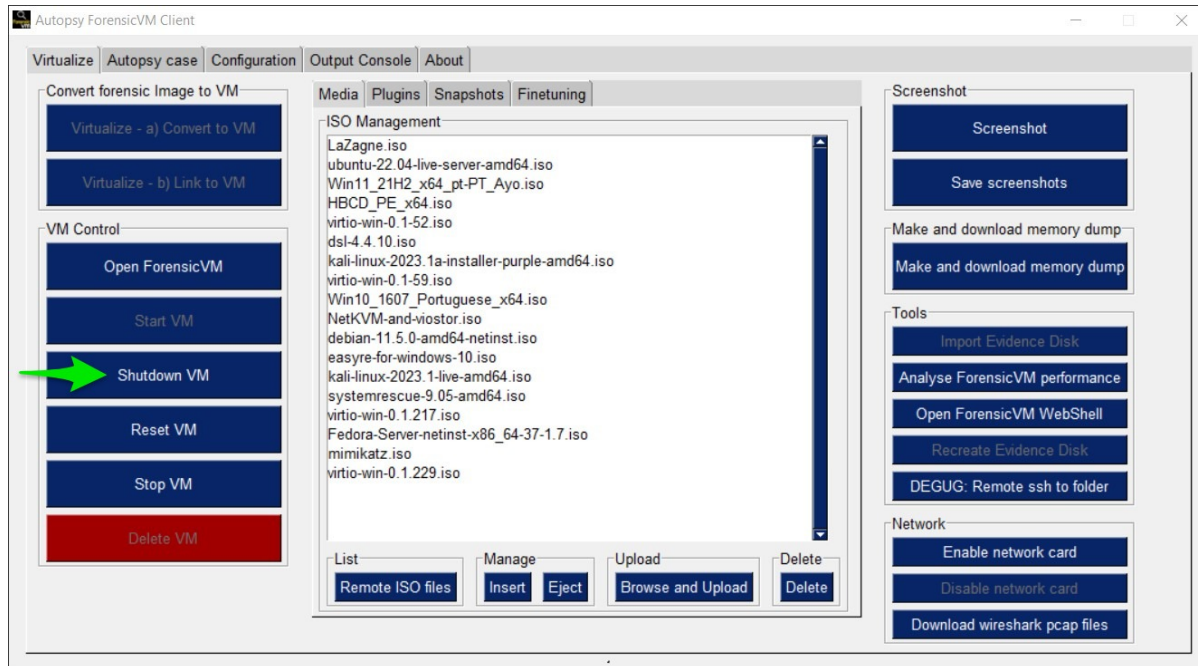 Autopsy ForensicVM Client
Virtualize Autopsy case Configuration Output Console About
Convert forensic Image to VM
Virtualize - a) Convert to VM
Virtualize - b) Link to VM
VM Control
Open ForensicVM
Start VM
Shutdown VM
Reset VM
Stop VM
Delete VM
Media Plugins Snapshots Finetuning
ISO Management
LaZagne.iso
ubuntu-22.04-live-server-amd64.iso
Win11_21H2_x64_pt-PT_Ayo.iso
HBCD_PE_x64.iso
virtio-win-0.1-52.iso
dsl-4.4.10.iso
kali-linux-2023.1a-installer-purple-amd64.iso
virtio-win-0.1-59.iso
Win10_1607_Portuguese_x64.iso
NetKVM-and-viostor.iso
debian-11.5.0-amd64-netinst.iso
easyre-for-windows-10.iso
kali-linux-2023.1-live-amd64.iso
systemrescue-9.05-amd64.iso
virtio-win-0.1.217.iso
Fedora-Server-netinst-x86_64-37-1.7.iso
mimikatz.iso
virtio-win-0.1.229.iso
List
Remote ISO files
Manage
Insert Eject
Upload
Browse and Upload
Delete
Delete
Screenshot
Screenshot
Save screenshots
Make and download memory dump
Make and download memory dump
Tools
Import Evidence Disk
Analyse ForensicVM performance
Open ForensicVM WebShell
Recreate Evidence Disk
DEGUG: Remote ssh to folder
Network
Enable network card
Disable network card
Download wireshark pcap files